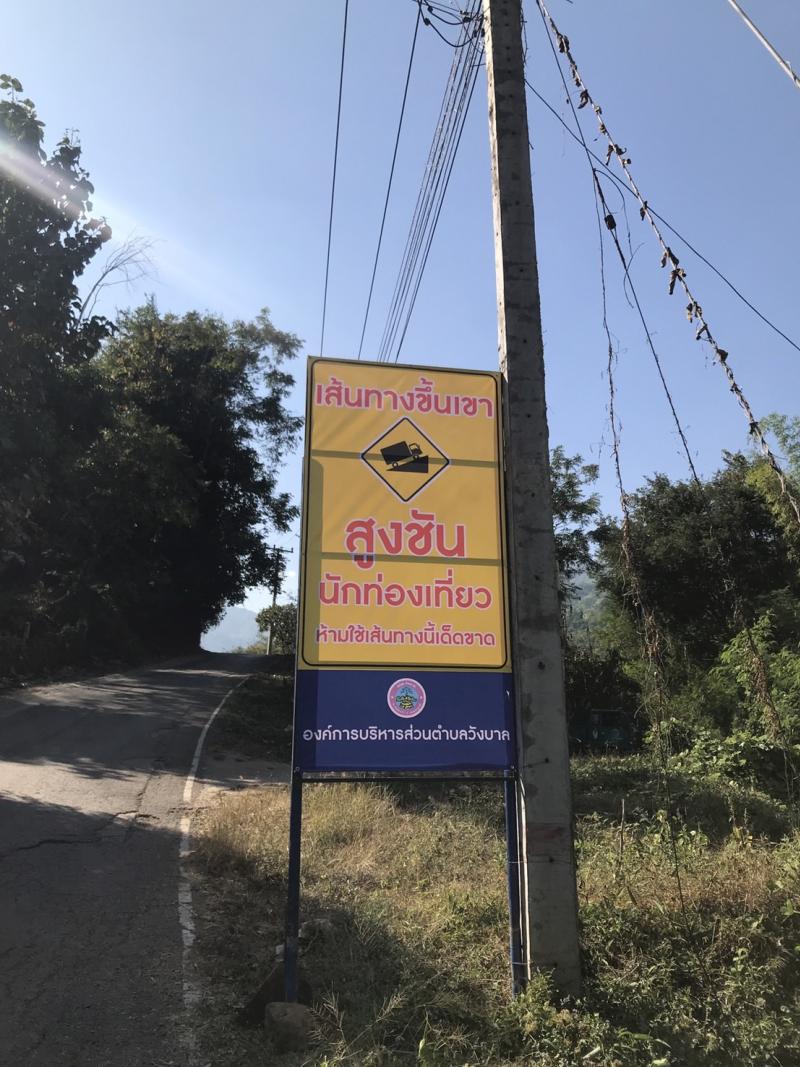 เส้นทางขึ้นเขา
สูงชัน
นักท่องเที่ยว
ห้ามใช้เส้นทางนี้เด็ดขาด
องค์การบริหารส่วนตำบลวังบาล